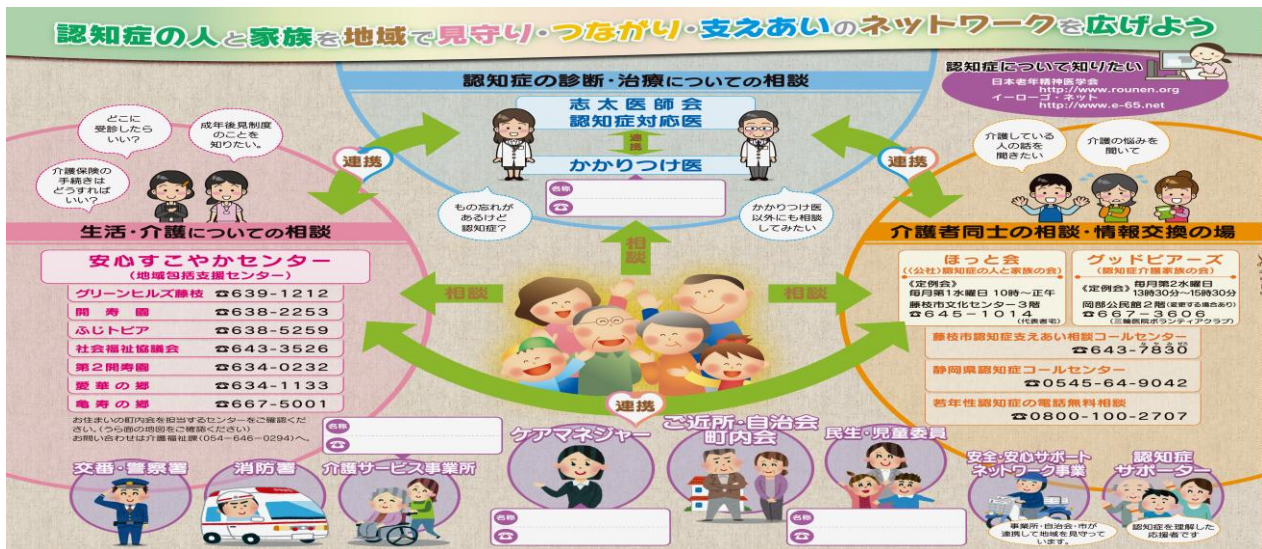 認知症の人と家族を地域で見守り・つながり・支えあいのネットワークを広げよう
認知症について知りたい
日本老年精神医学会
http://www.rounen.org
イーローゴ・ネット
http://www.e-65.net
認知症の診断・治療についての相談
志太医師会
認知症対応医
連携
かかりつけ医
名称
☎
もの忘れが
あるけど
認知症?
かかりつけ医
以外にも相談
してみたい
連携
連携
どこに
受診したら
いい?
成年後見制度
のことを
知りたい。
介護保険の
手続きは
どうすれば
いい?
生活・介護についての相談
安心すこやかセンター
(地域包括支援センター)
グリーンヒルズ藤枝 ☎639-1212
開寿園 ☎638-2253
ふじトピア ☎638-5259
社会福祉協議会 ☎643-3526
第2開寿園 ☎634-0232
愛華の郷 ☎634-1133
亀寿の郷 ☎667-5001
お住まいの町内会を担当するセンターをご確認くだ
さい。(うら面の地図をご確認ください)
お問い合わせは介護福祉課(054-646-0294)へ。
相談
相談
相談
連携
介護している
人の話を
聞きたい
介護の悩みを
聞いて
介護者同士の相談・情報交換の場
ほっと会
((公社)認知症の人と家族の会)
《定例会》
毎月第1水曜日 10時~正午
藤枝市文化センター3階
☎645-1014
(代表者宅)
グッドピアーズ
(認知症介護家族の会)
《定例会》 毎月第2水曜日
13時30分~15時30分
岡部公民館2階(変更する場合あり)
☎667-3606
(三輪医院ボランティアクラブ)
藤枝市認知症支えあい相談コールセンター
☎643-7830
静岡県認知症コールセンター
☎0545-64-9042
若年性認知症の電話無料相談
☎0800-100-2707
交番・警察署
消防署
介護サービス事業所
名称
☎
ケアマネジャー
名称
☎
ご近所・自治会
町内会
民生・児童委員
名称
☎
安全・安心サポート
ネットワーク事業
事業所・自治会・市が
連携して地域を見守って
います。
認知症
サポーター
認知症を理解した
応援者です